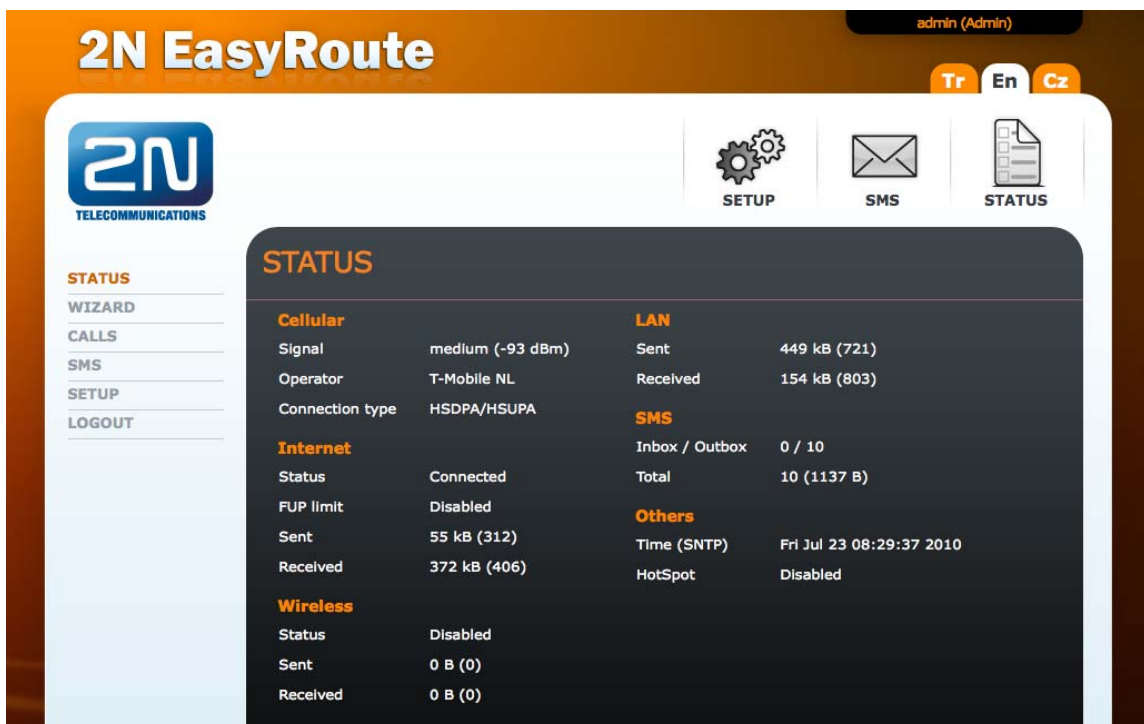 2N EasyRoute
admin (Admin)
Tr En Cz
2N
TELECOMMUNICATIONS
SETUP SMS STATUS
STATUS
WIZARD
CALLS
SMS
SETUP
LOGOUT
STATUS
Cellular
Signal medium (-93 dBm)
Operator T-Mobile NL
Connection type HSDPA/HSUPA
Internet
Status Connected
FUP limit Disabled
Sent 55 kB (312)
Received 372 kB (406)
Wireless
Status Disabled
Sent 0 B (0)
Received 0 B (0)
LAN
Sent 449 kB (721)
Received 154 kB (803)
SMS
Inbox / Outbox 0 / 10
Total 10 (1137 B)
Others
Time (SNTP) Fri Jul 23 08:29:37 2010
HotSpot Disabled